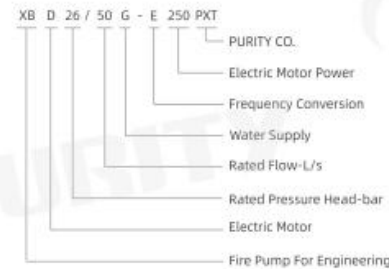 XB D 26 / 50 G - E 250 PXT
PURITY CO.
Electric Motor Power
Frequency Conversion
Water Supply
Rated Flow-L/s
Rated Pressure Head-bar
Electric Motor
Fire Pump For Engineering